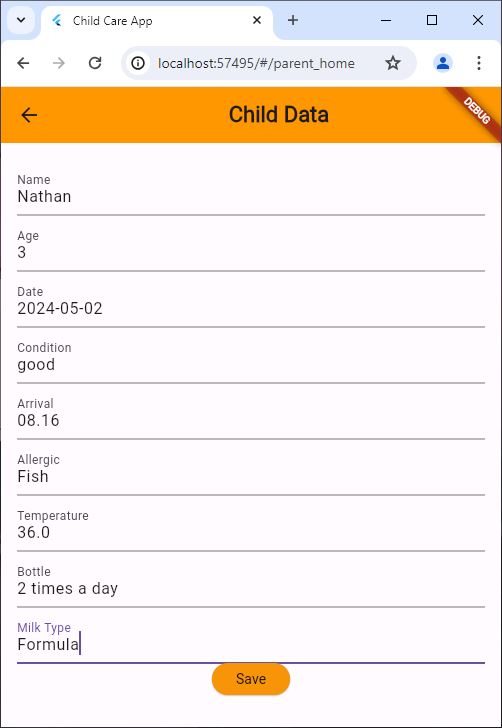 Child Care App
localhost:57495/#/parent_home
Child Data
DEBUG
Name
Nathan
Age
3
Date
2024-05-02
Condition
good
Arrival
08.16
Allergic
Fish
Temperature
36.0
Bottle
2 times a day
Milk Type
Formula
Save